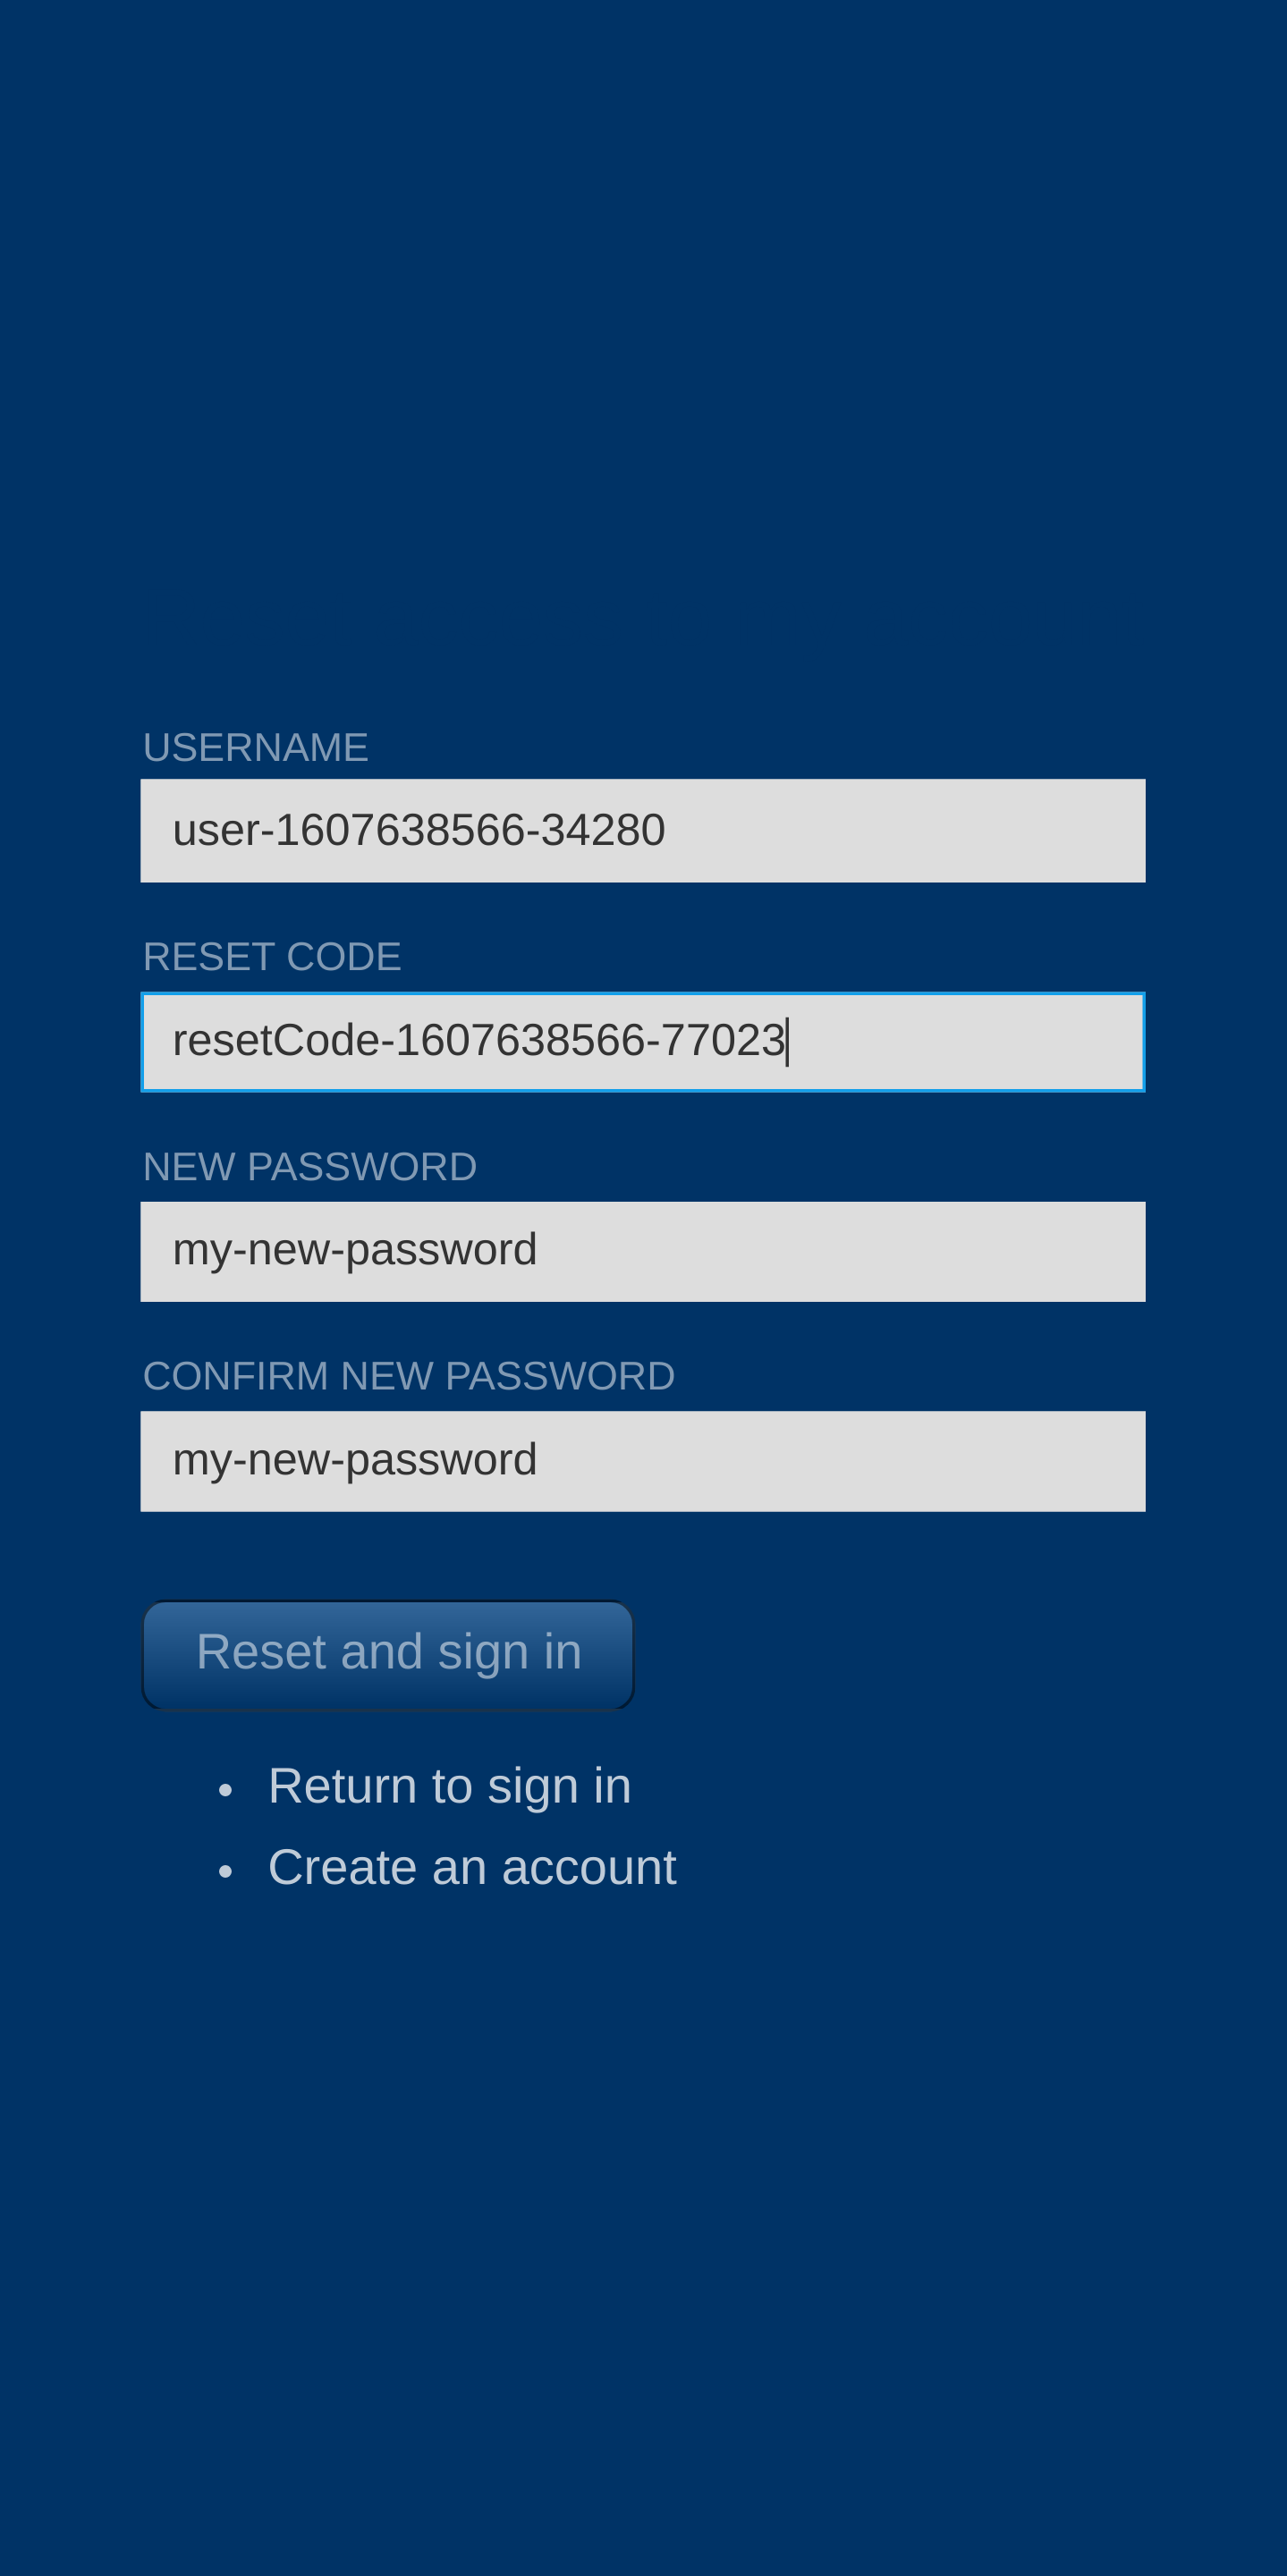 USERNAME
user-1607638566-34280
RESET CODE
resetCode-1607638566-77023
NEW PASSWORD
my-new-password
CONFIRM NEW PASSWORD
my-new-password
Reset and sign in
• Return to sign in
• Create an account